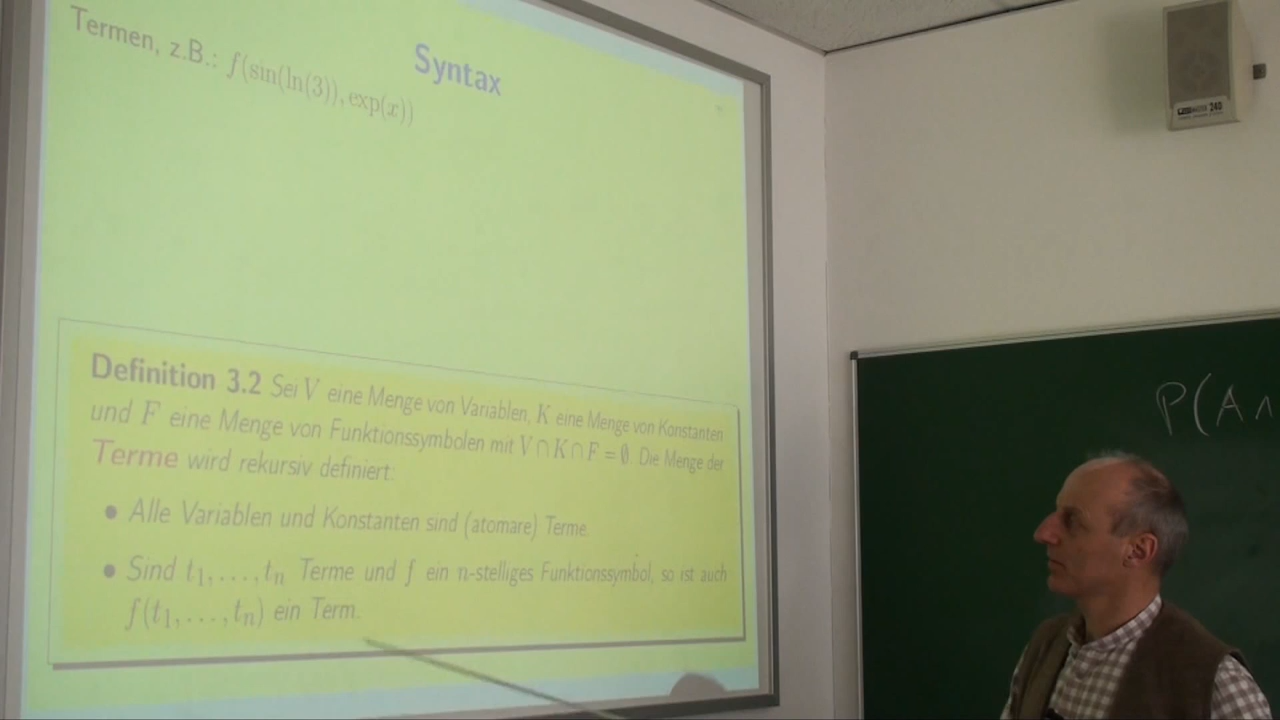 Syntax
Termen, z.B.: f(sin(ln(3)), exp(x))
Definition 3.2 Sei V eine Menge von Variablen, K eine Menge von Konstanten
und F eine Menge von Funktionssymbolen mit V ∩ K ∩ F = ∅. Die Menge der
Terme wird rekursiv definiert:
• Alle Variablen und Konstanten sind (atomare) Terme
• Sind t₁, . . . , tₙ Terme und f ein n-stelliges Funktionssymbol, so ist auch
f(t₁, . . . , tₙ) ein Term.
P(A ∧
240